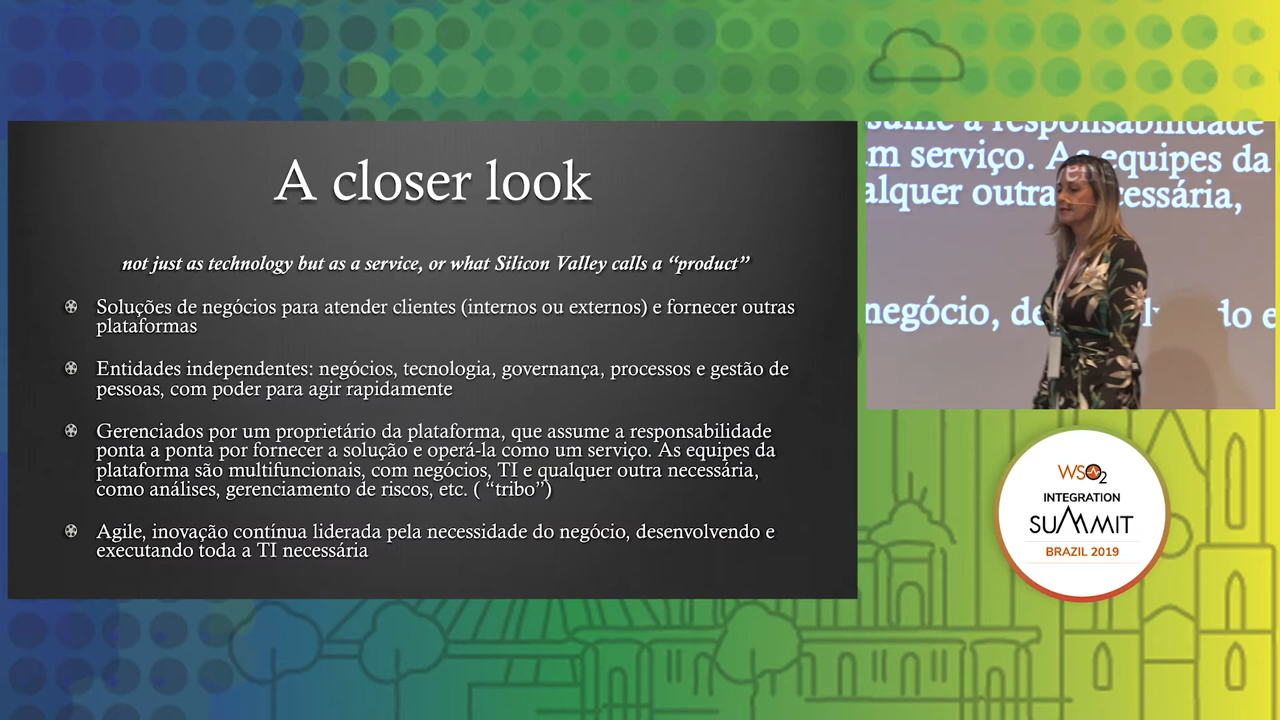 A closer look
not just as technology but as a service, or what Silicon Valley calls a “product”
Soluções de negócios para atender clientes (internos ou externos) e fornecer outras
plataformas
Entidades independentes: negócios, tecnologia, governança, processos e gestão de
pessoas, com poder para agir rapidamente
Gerenciados por um proprietário da plataforma, que assume a responsabilidade
ponta a ponta por fornecer a solução e operá-la como um serviço. As equipes da
plataforma são multifuncionais, com negócios, TI e qualquer outra necessária,
como análises, gerenciamento de riscos, etc. ( “tribo”)
Agile, inovação contínua liderada pela necessidade do negócio, desenvolvendo e
executando toda a TI necessária
a responsabilidade
serviço. As equipes da
outra
negócio,
WSO2
INTEGRATION
SUMMIT
BRAZIL 2019